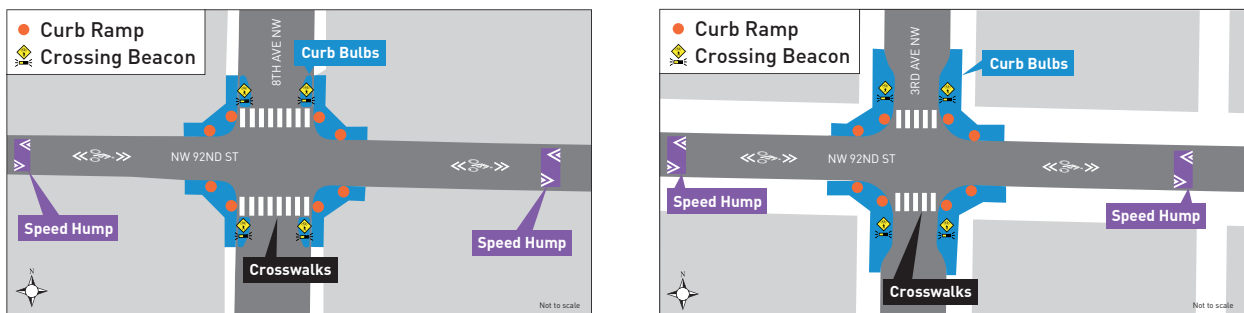 Curb Ramp
Crossing Beacon
8TH AVE NW
Curb Bulbs
NW 92ND ST
Speed Hump
Speed Hump
Crosswalks
N
Not to scale
Curb Ramp
Crossing Beacon
3RD AVE NW
Curb Bulbs
NW 92ND ST
Speed Hump
Speed Hump
Crosswalks
N
Not to scale